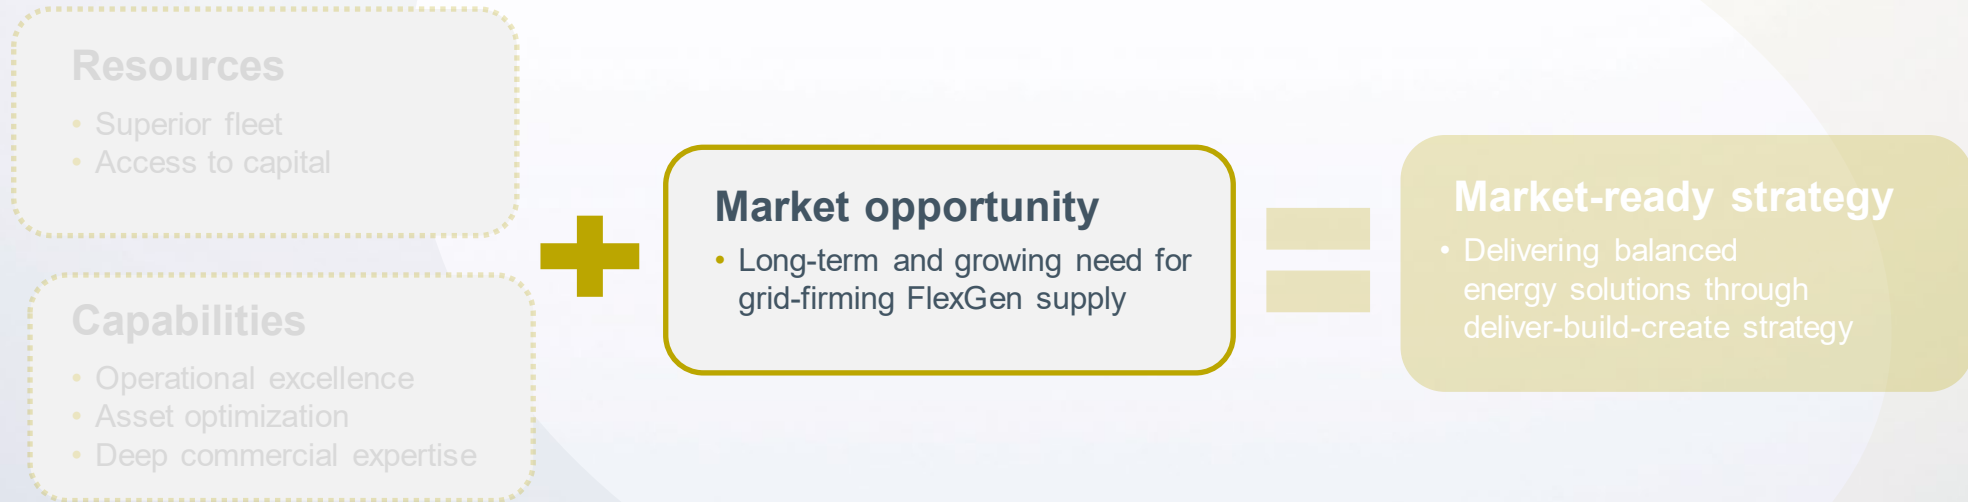 Resources
• Superior fleet
• Access to capital
Capabilities
• Operational excellence
• Asset optimization
• Deep commercial expertise
Market opportunity
• Long-term and growing need for
grid-firming FlexGen supply
Market-ready strategy
• Delivering balanced
energy solutions through
deliver-build-create strategy